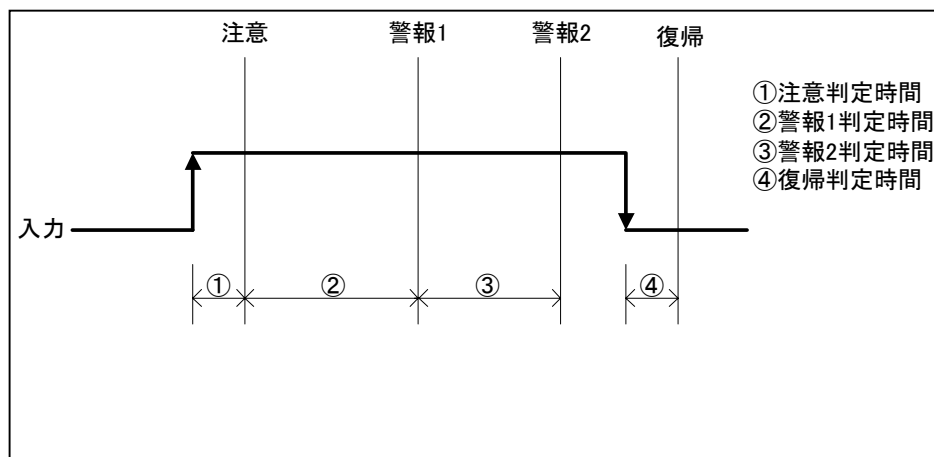 注意 警報1 警報2 復帰
①注意判定時間
②警報1判定時間
③警報2判定時間
④復帰判定時間
入力
① ② ③ ④